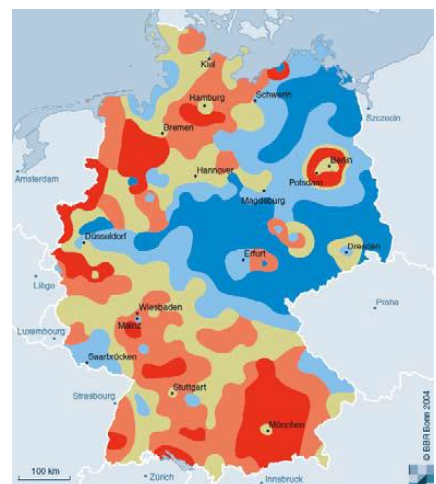 Kiel
Hamburg
Schwerin
Bremen
Szczecin
Amsterdam
Hannover
Berlin
Potsdam
Magdeburg
Düsseldorf
Erfurt
Dresden
Liège
Wiesbaden
Mainz
Praha
Luxembourg
Saarbrücken
Stuttgart
Strasbourg
München
100 km
Zürich
Innsbruck
© BBR Bonn 2004